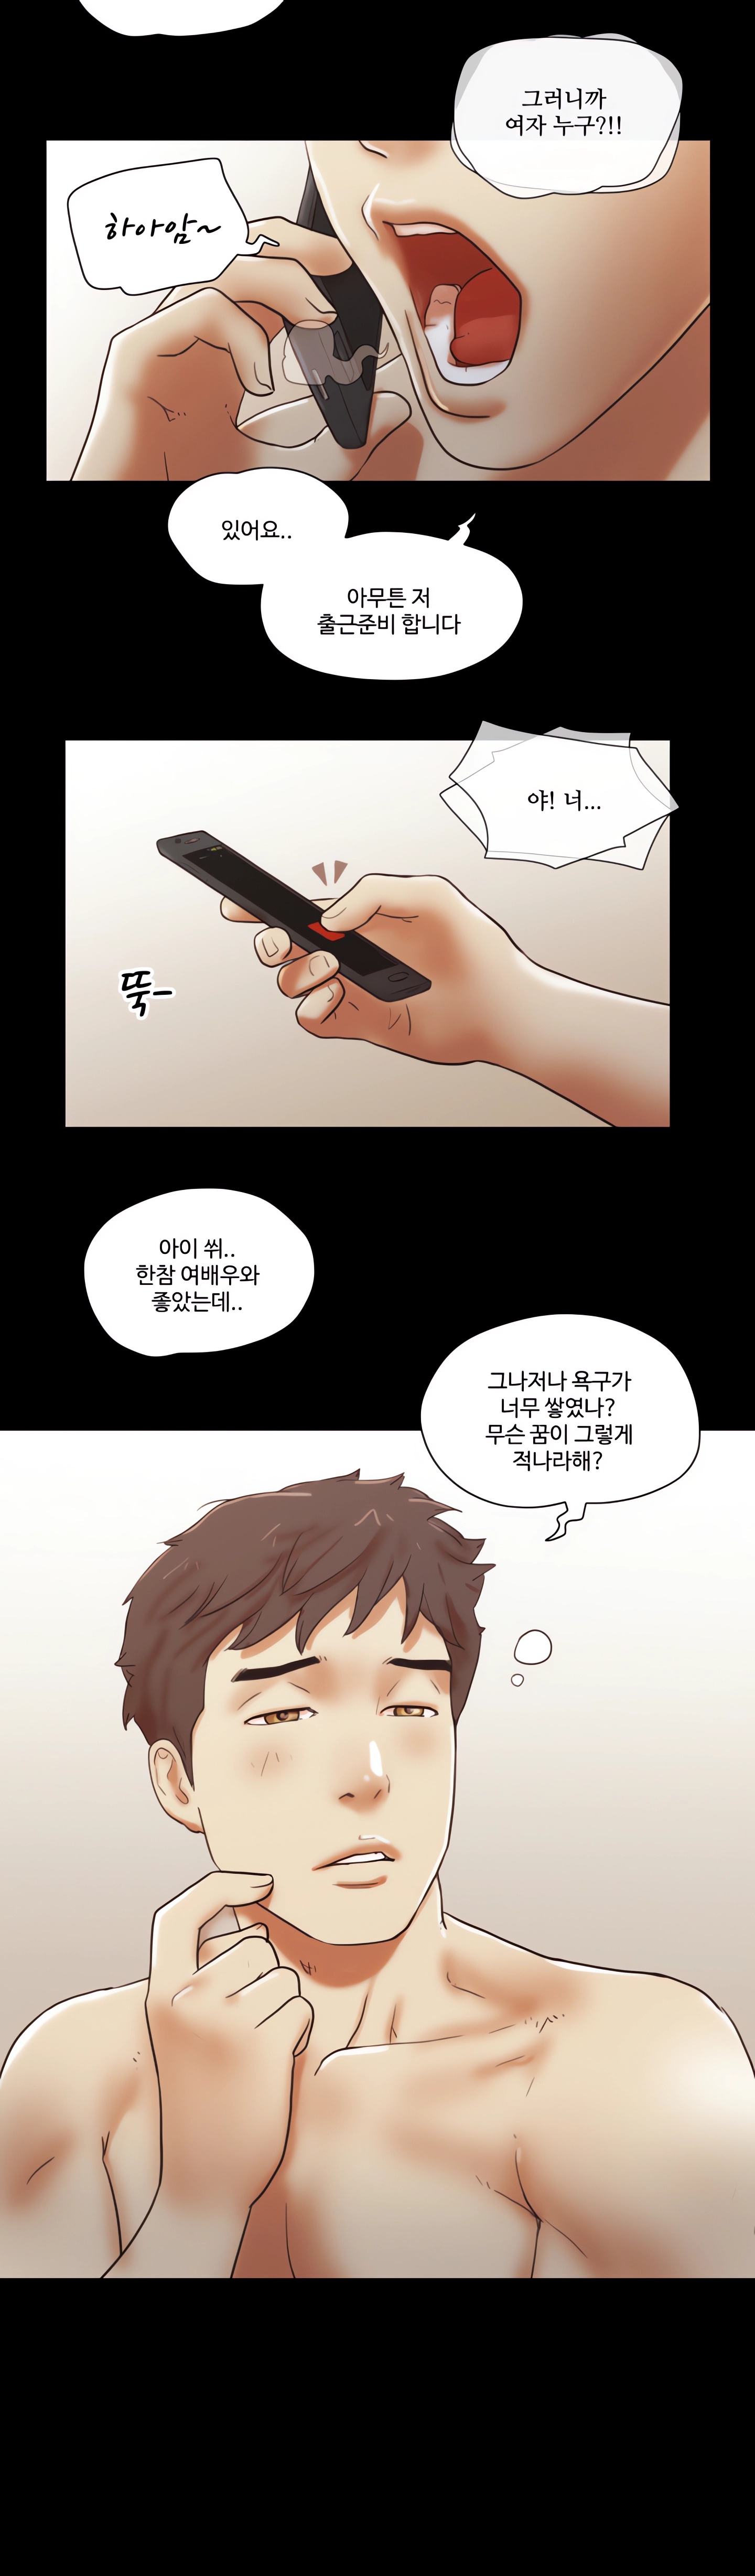 그러니까
여자 누구?!!
하아암~
있어요..
아무튼 저
출근준비 합니다
야! 너...
뚝-
아이 쒸..
한참 여배우와
좋았는데..
그나저나 욕구가
너무 쌓였나?
무슨 꿈이 그렇게
적나라해?